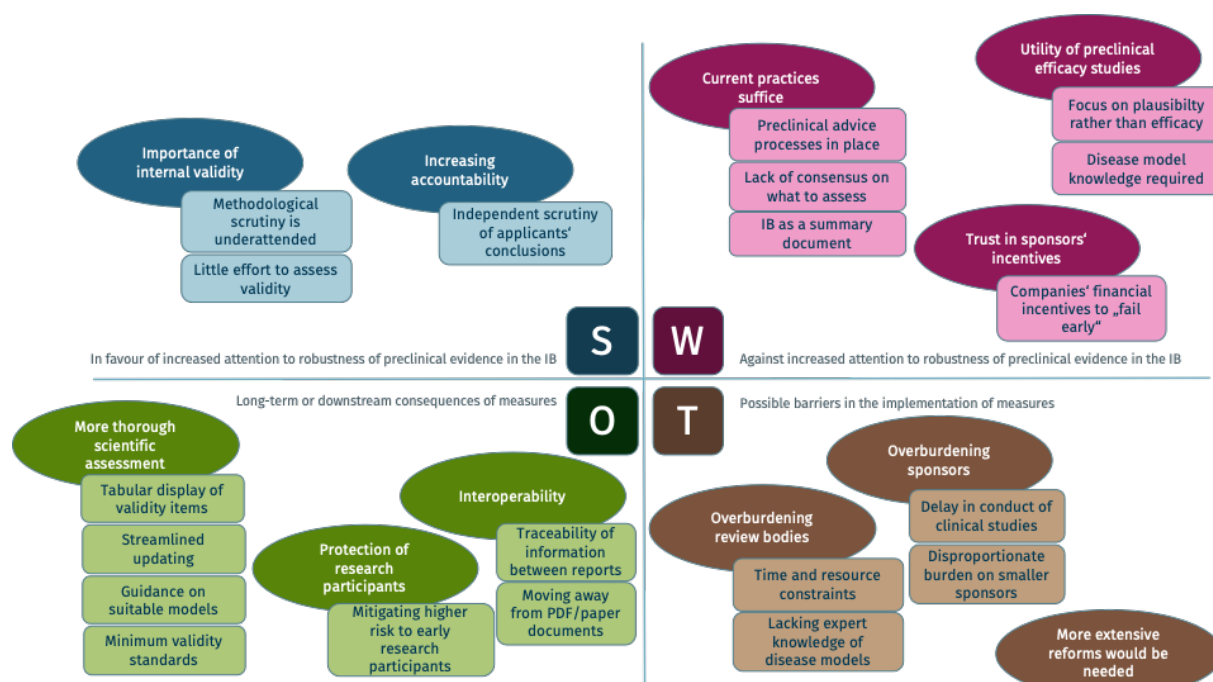 Importance of
internal validity
Methodological
scrutiny is
underattended
Little effort to assess
validity
Increasing
accountability
Independent scrutiny
of applicants‘
conclusions
S
In favour of increased attention to robustness of preclinical evidence in the IB
Current practices
suffice
Preclinical advice
processes in place
Lack of consensus on
what to assess
IB as a summary
document
Utility of preclinical
efficacy studies
Focus on plausibilty
rather than efficacy
Disease model
knowledge required
Trust in sponsors‘
incentives
Companies‘ financial
incentives to „fail
early“
W
Against increased attention to robustness of preclinical evidence in the IB
Long-term or downstream consequences of measures
O
More thorough
scientific
assessment
Tabular display of
validity items
Streamlined
updating
Guidance on
suitable models
Minimum validity
standards
Protection of
research
participants
Mitigating higher
risk to early
research
participants
Interoperability
Traceability of
information
between reports
Moving away
from PDF/paper
documents
T
Possible barriers in the implementation of measures
Overburdening
review bodies
Time and resource
constraints
Lacking expert
knowledge of
disease models
Overburdening
sponsors
Delay in conduct of
clinical studies
Disproportionate
burden on smaller
sponsors
More extensive
reforms would be
needed